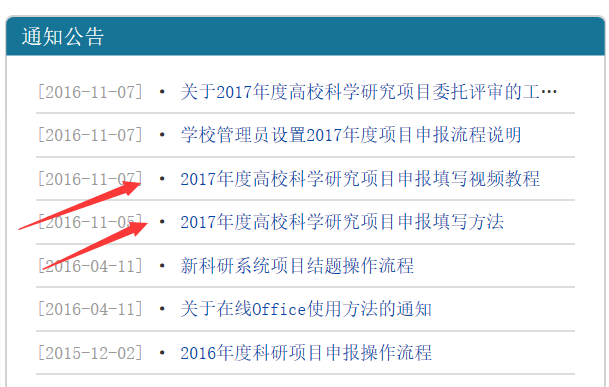 通知公告
[2016-11-07] • 关于2017年度高校科学研究项目委托评审的工…
[2016-11-07] • 学校管理员设置2017年度项目申报流程说明
[2016-11-07] • 2017年度高校科学研究项目申报填写视频教程
[2016-11-05] • 2017年度高校科学研究项目申报填写方法
[2016-04-11] • 新科研系统项目结题操作流程
[2016-04-11] • 关于在线Office使用方法的通知
[2015-12-02] • 2016年度科研项目申报操作流程